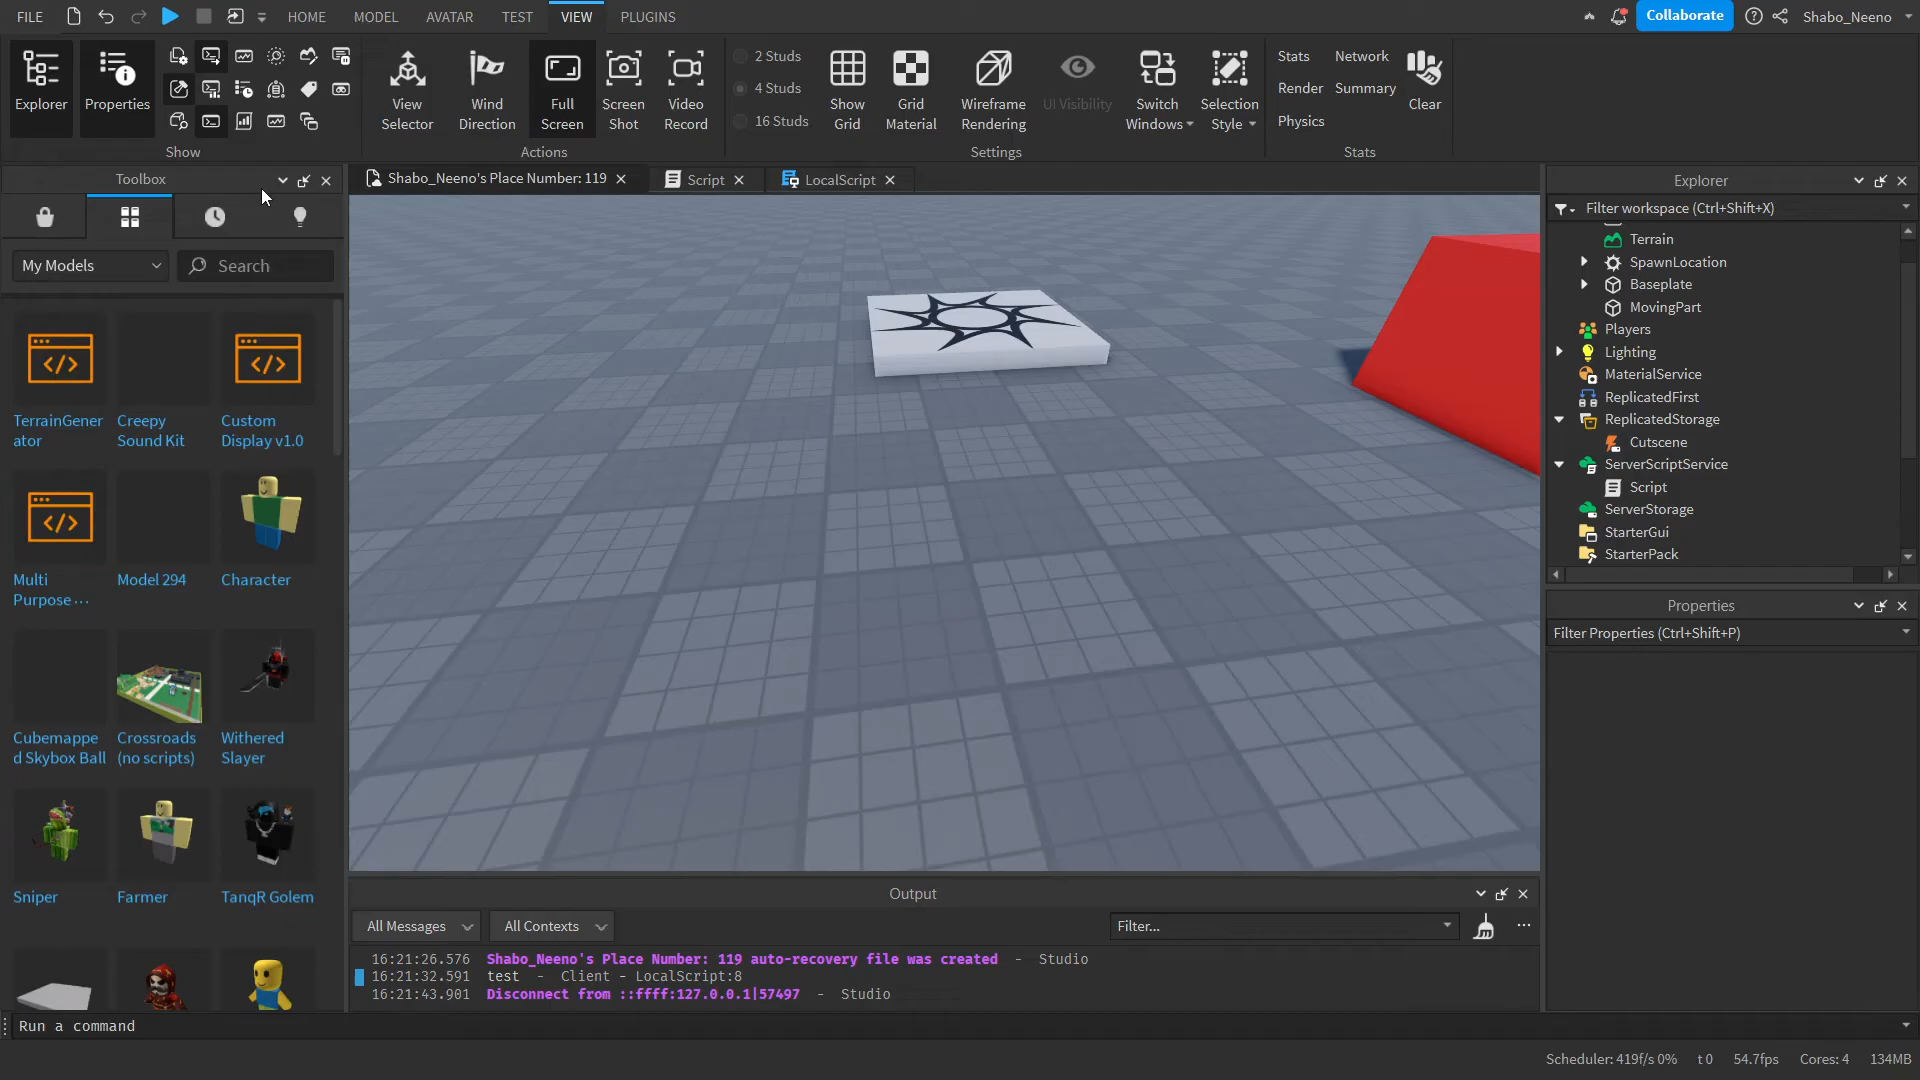 FILE
HOME
MODEL
AVATAR
TEST
VIEW
PLUGINS
Collaborate
Shabo_Neeno
Explorer
Properties
Show
View
Selector
Wind
Direction
Full
Screen
Screen
Shot
Video
Record
Actions
2 Studs
4 Studs
16 Studs
Show
Grid
Grid
Material
Wireframe
Rendering
UI Visibility
Switch
Windows
Selection
Style
Settings
Stats
Network
Render
Summary
Physics
Clear
Stats
Toolbox
My Models
Search
TerrainGener
ator
Creepy
Sound Kit
Custom
Display v1.0
Multi
Purpose ...
Model 294
Character
Cubemappe
d Skybox Ball
Crossroads
(no scripts)
Withered
Slayer
Sniper
Farmer
TanqR Golem
Shabo_Neeno's Place Number: 119
Script
LocalScript
Output
All Messages
All Contexts
Filter...
16:21:26.576 Shabo_Neeno's Place Number: 119 auto-recovery file was created - Studio
16:21:32.591 test - Client - LocalScript:8
16:21:43.901 Disconnect from ::ffff:127.0.0.1|57497 - Studio
Explorer
Filter workspace (Ctrl+Shift+X)
Terrain
SpawnLocation
Baseplate
MovingPart
Players
Lighting
MaterialService
ReplicatedFirst
ReplicatedStorage
Cutscene
ServerScriptService
Script
ServerStorage
StarterGui
StarterPack
Properties
Filter Properties (Ctrl+Shift+P)
Run a command
Scheduler: 419f/s 0%
t 0
54.7fps
Cores: 4
134MB